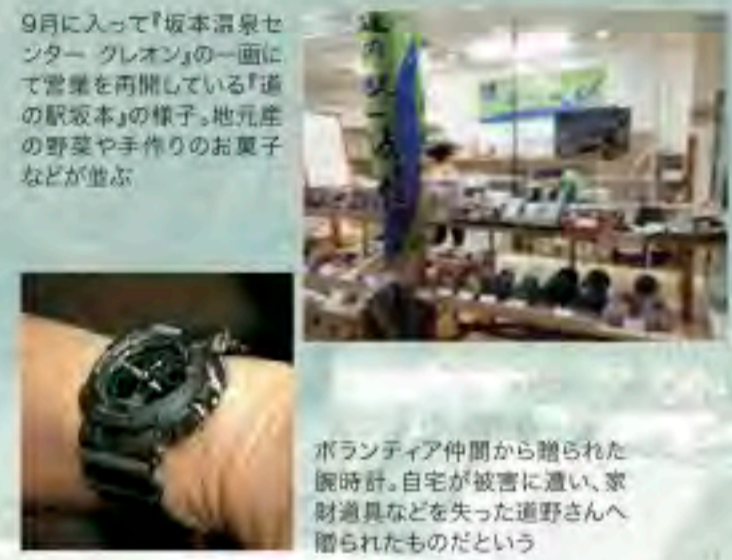 9月に入って『坂本温泉セ
ンター クレオン』の一画に
て営業を再開している『道
の駅坂本』の様子。地元産
の野菜や手作りのお菓子
などが並ぶ
ボランティア仲間から贈られた
腕時計。自宅が被害に遭い、家
財道具などを失った道野さんへ
贈られたものだという